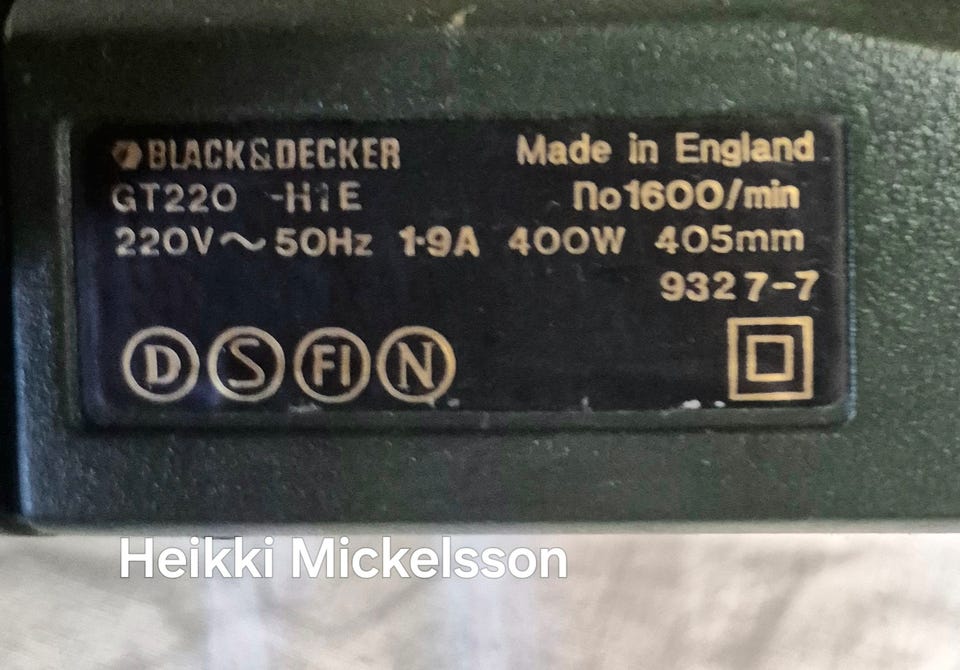 BLACK&DECKER Made in England
GT220 -H1E no1600/min
220V～50Hz 1·9A 400W 405mm
9327-7
D S FI N
Heikki Mickelsson